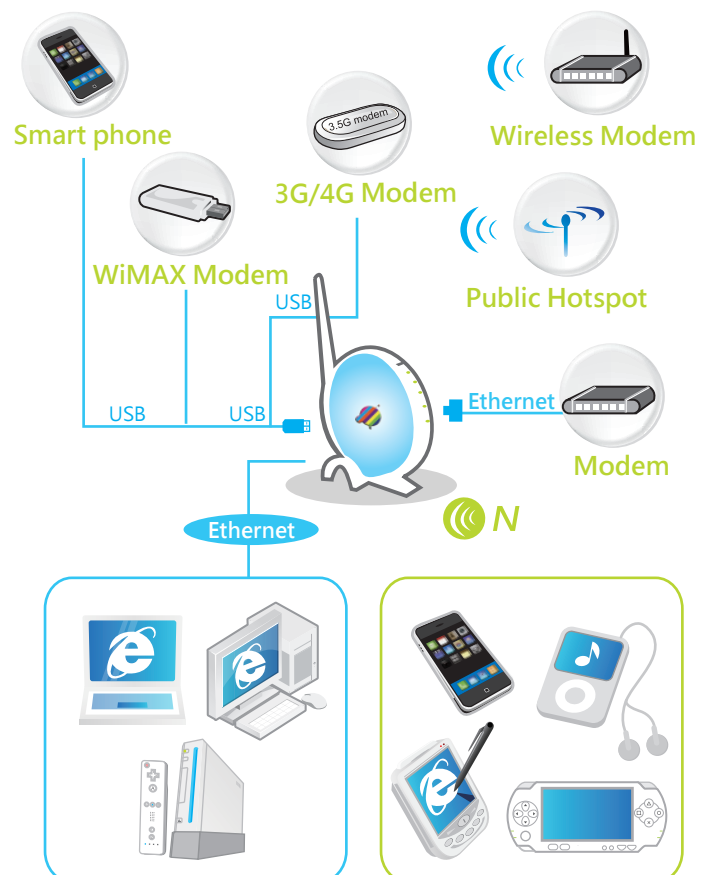 3.5G modem
Smart phone
Wireless Modem
3G/4G Modem
WiMAX Modem
USB
Public Hotspot
USB
USB
Ethernet
Modem
N
Ethernet